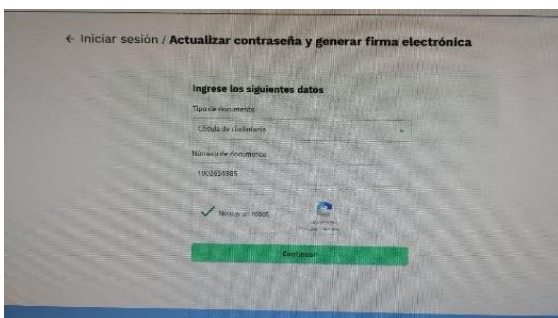 ← Iniciar sesión / Actualizar contraseña y generar firma electrónica
Ingrese los siguientes datos
Tipo de documento
Cédula de ciudadanía
Número de documento
No soy un robot
Continuar